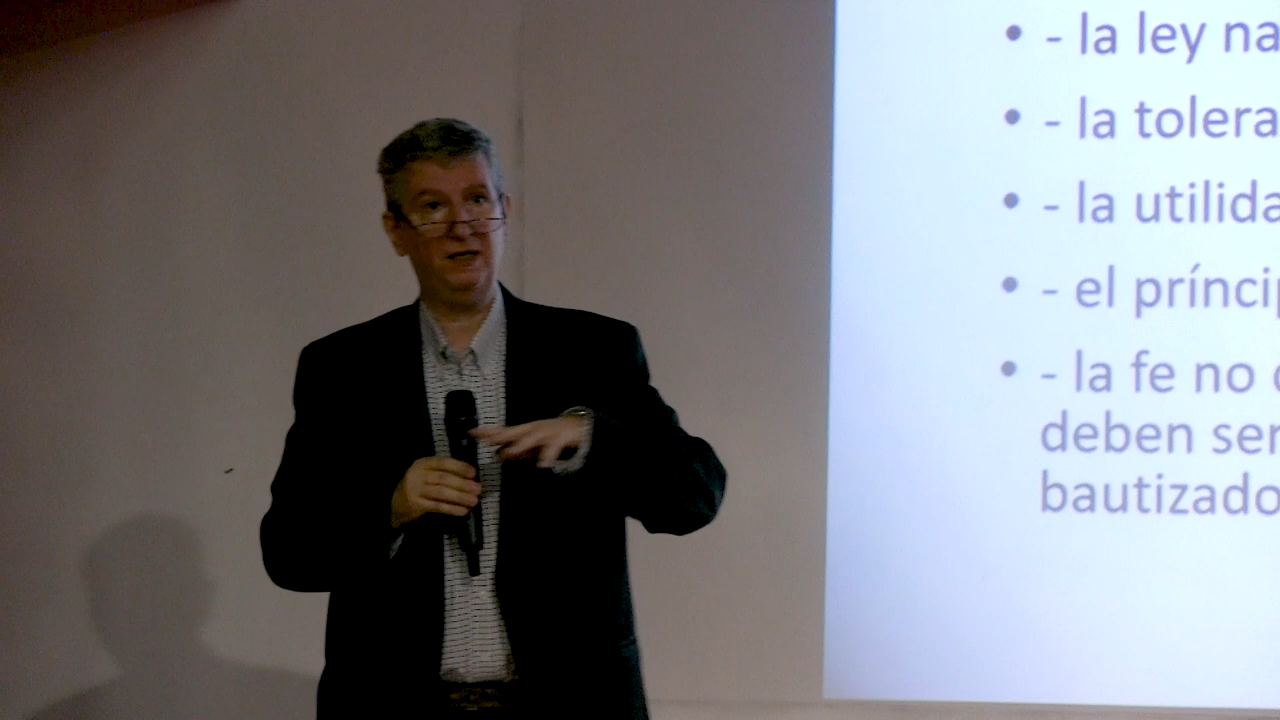 - la ley na
- la tolera
- la utilida
- el prínci
- la fe no
deben ser
bautizado